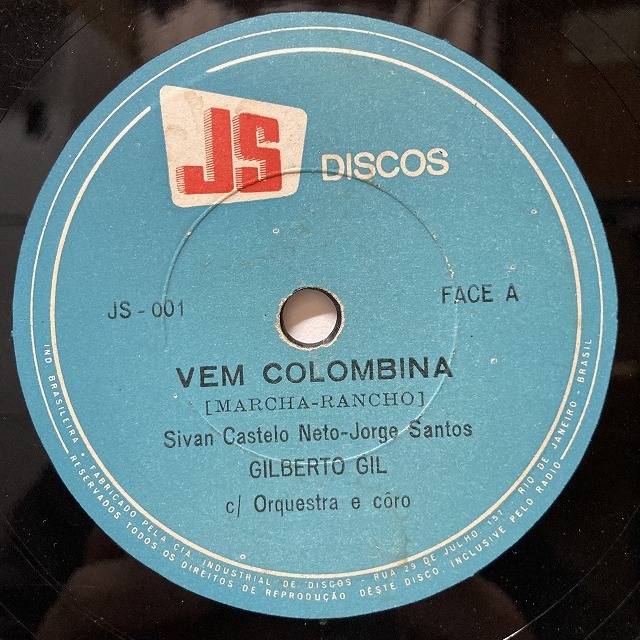 JS DISCOS
JS - 001
FACE A
VEM COLOMBINA
[MARCHA-RANCHO]
Sivan Castelo Neto-Jorge Santos
GILBERTO GIL
c/ Orquestra e côro
IND BRASILEIRA • FABRICADO PELA CIA INDUSTRIAL DE DISCOS - RUA 29 DE JULHO, 157 - RIO DE JANEIRO - BRASIL
RESERVADOS TODOS OS DIREITOS DE REPRODUÇÃO DÊSTE DISCO, INCLUSIVE PELO RADIO